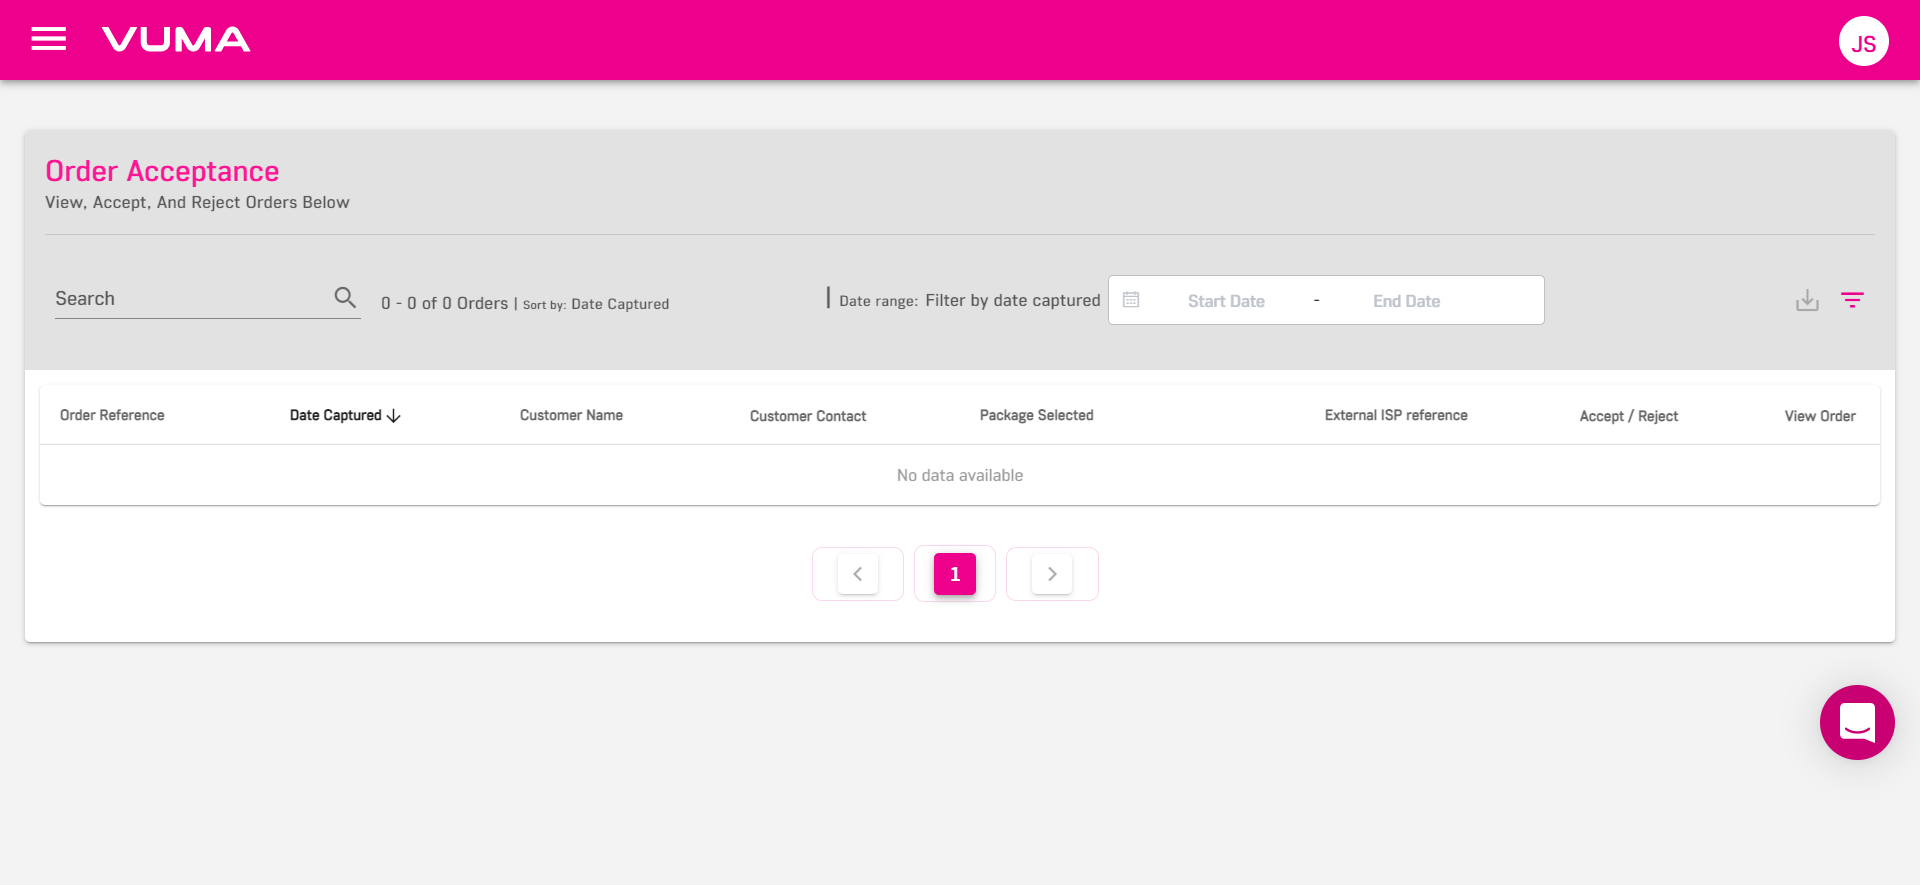 VUMA
JS
Order Acceptance
View, Accept, And Reject Orders Below
Search
0 - 0 of 0 Orders | Sort by: Date Captured
Date range: Filter by date captured
Start Date - End Date
Order Reference Date Captured Customer Name Customer Contact Package Selected External ISP reference Accept / Reject View Order
No data available
1